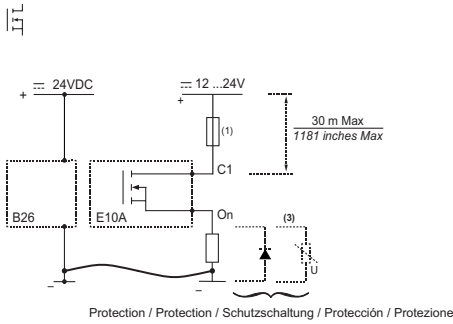 24VDC
12 ...24V
+
+
(1)
30 m Max
1181 inches Max
C1
B26
E10A
On
(3)
U
–
–
Protection / Protection / Schutzschaltung / Protección / Protezione